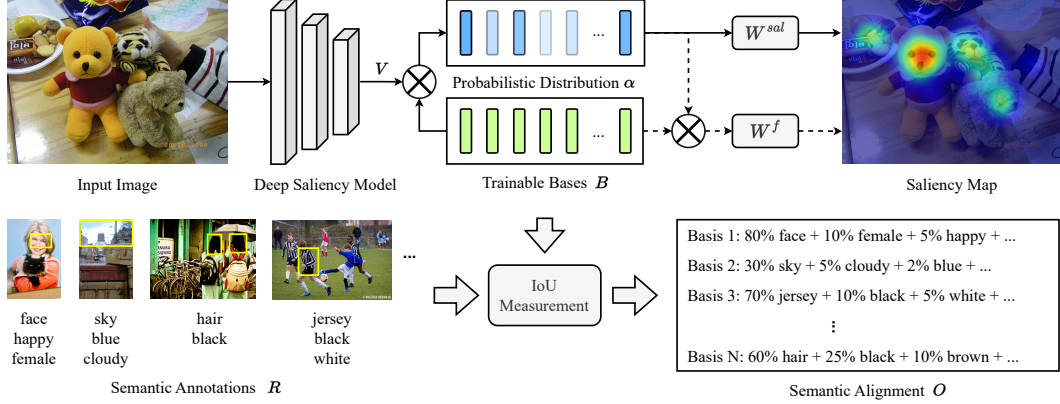 V
Probabilistic Distribution α
W^{sal}
Trainable Bases B
W^f
Input Image
Deep Saliency Model
Saliency Map
face
happy
female
sky
blue
cloudy
hair
black
jersey
black
white
...
Semantic Annotations R
IoU
Measurement
Basis 1: 80% face + 10% female + 5% happy + ...
Basis 2: 30% sky + 5% cloudy + 2% blue + ...
Basis 3: 70% jersey + 10% black + 5% white + ...
⋮
Basis N: 60% hair + 25% black + 10% brown + ...
Semantic Alignment O